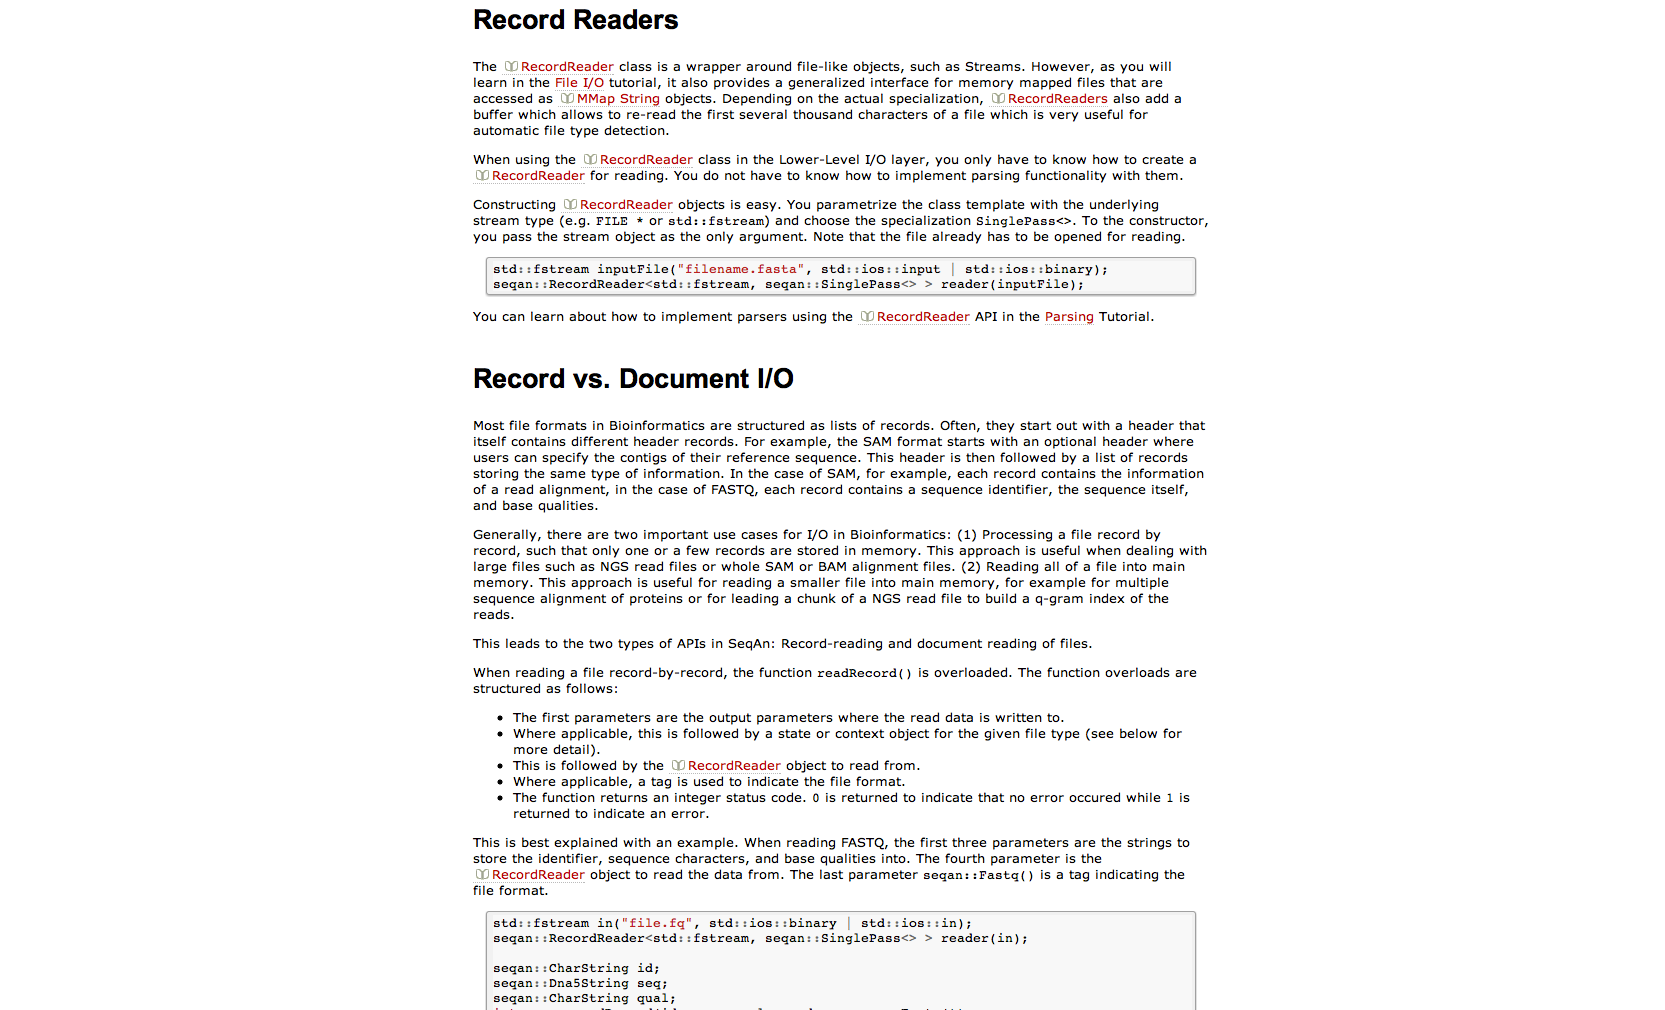 Record Readers
The RecordReader class is a wrapper around file-like objects, such as Streams. However, as you will
learn in the File I/O tutorial, it also provides a generalized interface for memory mapped files that are
accessed as MMap String objects. Depending on the actual specialization, RecordReaders also add a
buffer which allows to re-read the first several thousand characters of a file which is very useful for
automatic file type detection.
When using the RecordReader class in the Lower-Level I/O layer, you only have to know how to create a
RecordReader for reading. You do not have to know how to implement parsing functionality with them.
Constructing RecordReader objects is easy. You parametrize the class template with the underlying
stream type (e.g. FILE * or std::fstream) and choose the specialization SinglePass<>. To the constructor,
you pass the stream object as the only argument. Note that the file already has to be opened for reading.
std::fstream inputFile("filename.fasta", std::ios::input | std::ios::binary);
seqan::RecordReader<std::fstream, seqan::SinglePass<> > reader(inputFile);
You can learn about how to implement parsers using the RecordReader API in the Parsing Tutorial.
Record vs. Document I/O
Most file formats in Bioinformatics are structured as lists of records. Often, they start out with a header that
itself contains different header records. For example, the SAM format starts with an optional header where
users can specify the contigs of their reference sequence. This header is then followed by a list of records
storing the same type of information. In the case of SAM, for example, each record contains the information
of a read alignment, in the case of FASTQ, each record contains a sequence identifier, the sequence itself,
and base qualities.
Generally, there are two important use cases for I/O in Bioinformatics: (1) Processing a file record by
record, such that only one or a few records are stored in memory. This approach is useful when dealing with
large files such as NGS read files or whole SAM or BAM alignment files. (2) Reading all of a file into main
memory. This approach is useful for reading a smaller file into main memory, for example for multiple
sequence alignment of proteins or for leading a chunk of a NGS read file to build a q-gram index of the
reads.
This leads to the two types of APIs in SeqAn: Record-reading and document reading of files.
When reading a file record-by-record, the function readRecord() is overloaded. The function overloads are
structured as follows:
• The first parameters are the output parameters where the read data is written to.
• Where applicable, this is followed by a state or context object for the given file type (see below for
more detail).
• This is followed by the RecordReader object to read from.
• Where applicable, a tag is used to indicate the file format.
• The function returns an integer status code. 0 is returned to indicate that no error occured while 1 is
returned to indicate an error.
This is best explained with an example. When reading FASTQ, the first three parameters are the strings to
store the identifier, sequence characters, and base qualities into. The fourth parameter is the
RecordReader object to read the data from. The last parameter seqan::Fastq() is a tag indicating the
file format.
std::fstream in("file.fq", std::ios::binary | std::ios::in);
seqan::RecordReader<std::fstream, seqan::SinglePass<> > reader(in);
seqan::CharString id;
seqan::Dna5String seq;
seqan::CharString qual;